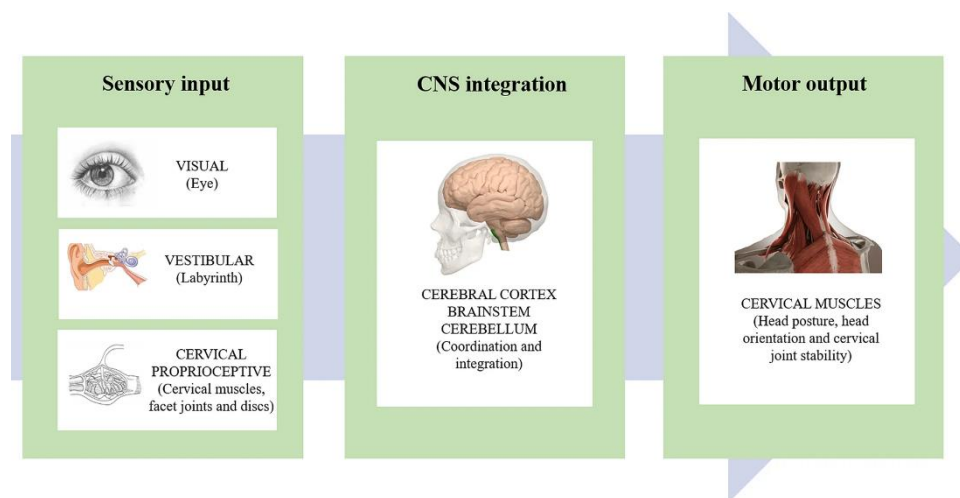 Sensory input
VISUAL
(Eye)
VESTIBULAR
(Labyrinth)
CERVICAL
PROPRIOCEPTIVE
(Cervical muscles,
facet joints and discs)
CNS integration
CEREBRAL CORTEX
BRAINSTEM
CEREBELLUM
(Coordination and
integration)
Motor output
CERVICAL MUSCLES
(Head posture, head
orientation and cervical
joint stability)